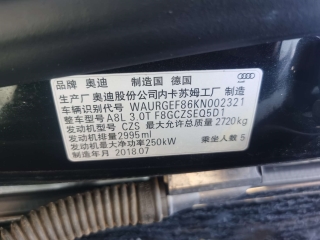 品牌 奥迪 制造国 德国
生产厂 奥迪股份公司内卡苏姆工厂 制造
车辆识别代号 WAURGEF86KN002321
整车型号 A8L 3.0T F8GCZSEQ5D1
发动机型号 CZS 最大允许总质量 2720kg
发动机排量 2995ml
发动机最大净功率 250kW 乘坐人数 5
制造年月 2018.07